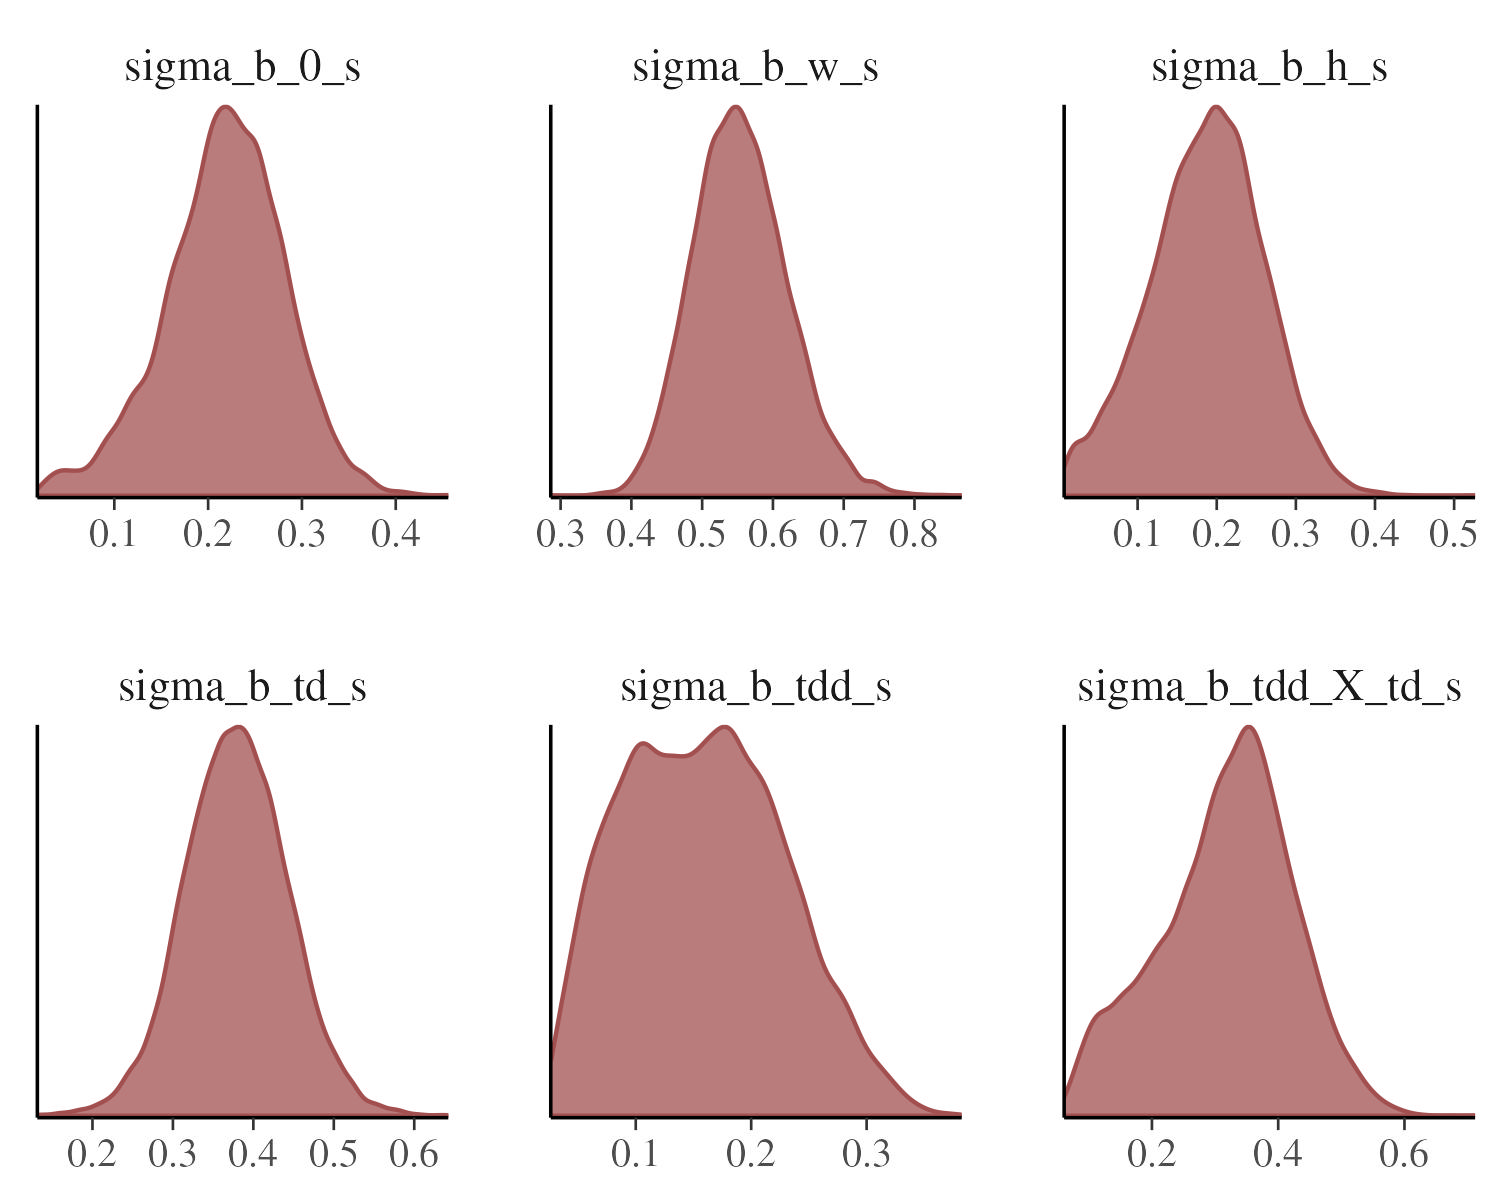 sigma_b_0_s sigma_b_w_s sigma_b_h_s
0.1 0.2 0.3 0.4 0.3 0.4 0.5 0.6 0.7 0.8 0.1 0.2 0.3 0.4 0.5
sigma_b_td_s sigma_b_tdd_s sigma_b_tdd_X_td_s
0.2 0.3 0.4 0.5 0.6 0.1 0.2 0.3 0.2 0.4 0.6